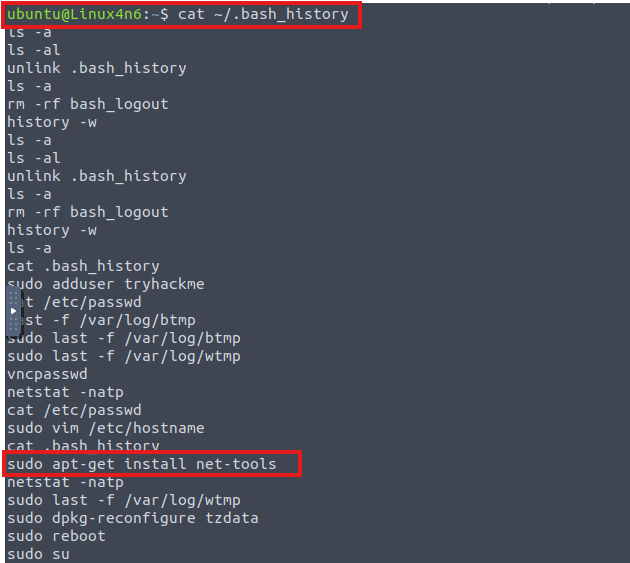 ubuntu@Linux4n6:~$ cat ~/.bash_history
ls -a
ls -al
unlink .bash_history
ls -a
rm -rf bash_logout
history -w
ls -a
ls -al
unlink .bash_history
ls -a
rm -rf bash_logout
history -w
ls -a
cat .bash_history
sudo adduser tryhackme
/etc/passwd
-f /var/log/btmp
sudo last -f /var/log/btmp
sudo last -f /var/log/wtmp
vncpasswd
netstat -natp
cat /etc/passwd
sudo vim /etc/hostname
cat .bash_history
sudo apt-get install net-tools
netstat -natp
sudo last -f /var/log/wtmp
sudo dpkg-reconfigure tzdata
sudo reboot
sudo su